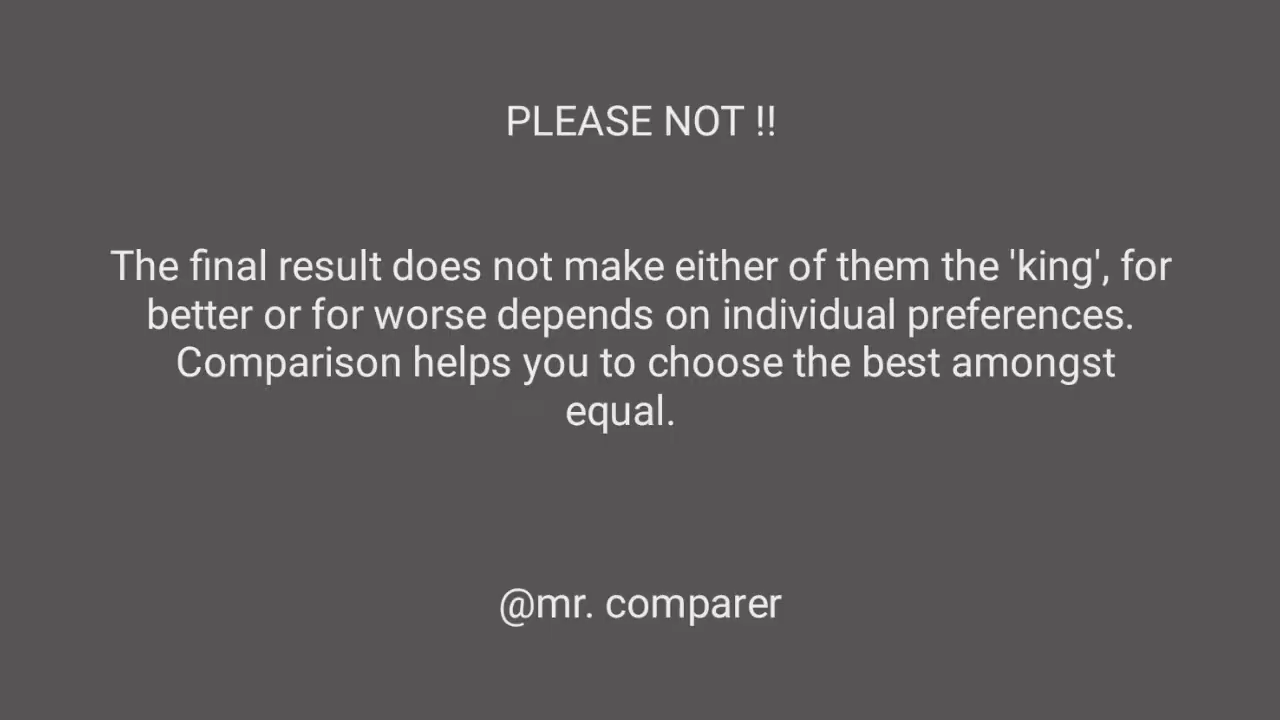 PLEASE NOT !!
The final result does not make either of them the 'king', for
better or for worse depends on individual preferences.
Comparison helps you to choose the best amongst
equal.
@mr. comparer